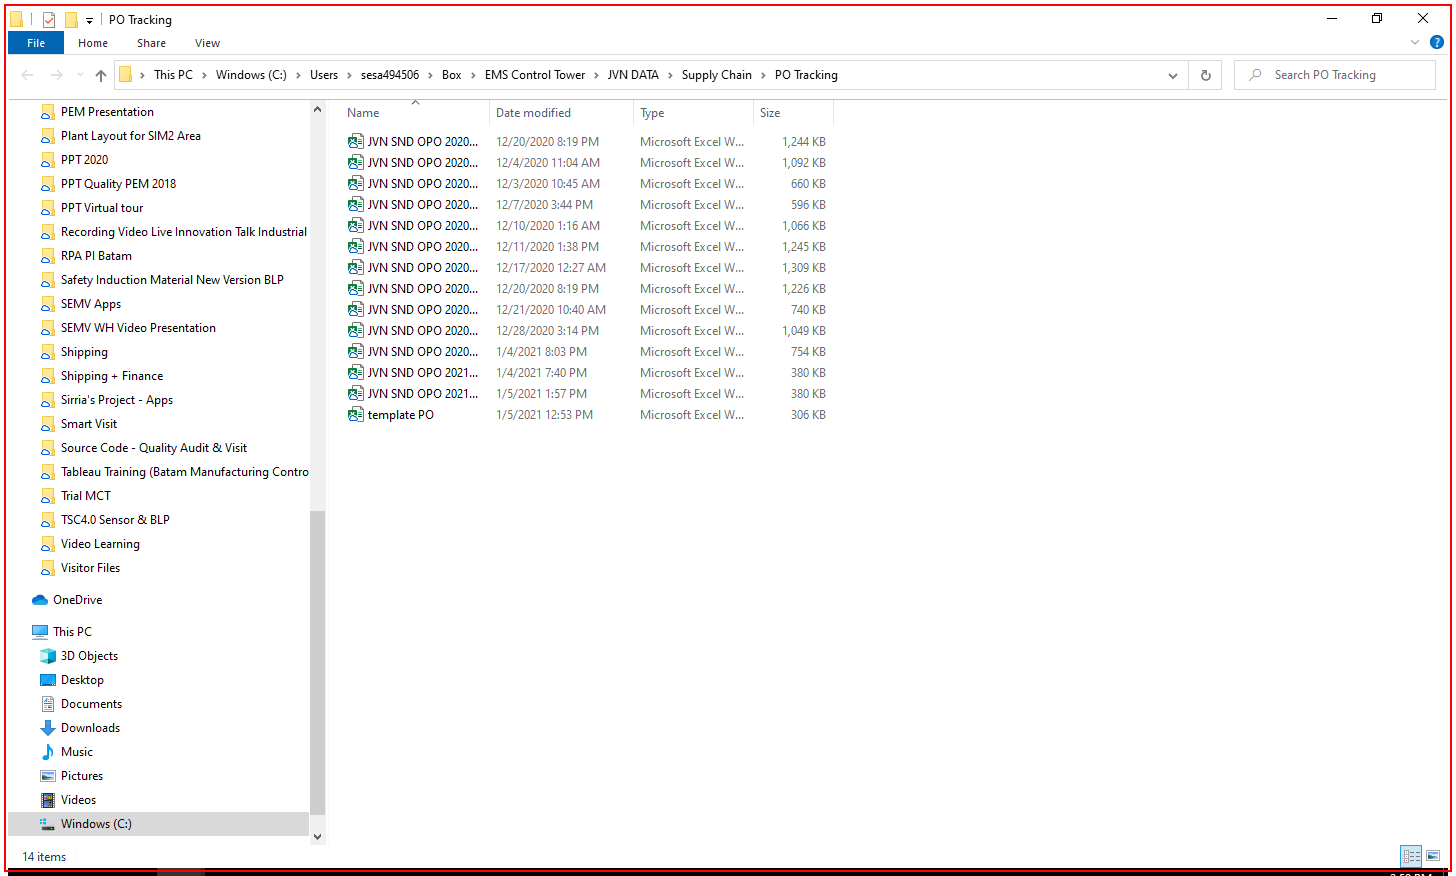 PO Tracking
File Home Share View
This PC Windows (C:) Users sesa494506 Box EMS Control Tower JVN DATA Supply Chain PO Tracking
Search PO Tracking
PEM Presentation
Plant Layout for SIM2 Area
PPT 2020
PPT Quality PEM 2018
PPT Virtual tour
Recording Video Live Innovation Talk Industrial
RPA PI Batam
Safety Induction Material New Version BLP
SEMV Apps
SEMV WH Video Presentation
Shipping
Shipping + Finance
Sirria's Project - Apps
Smart Visit
Source Code - Quality Audit & Visit
Tableau Training (Batam Manufacturing Contro
Trial MCT
TSC4.0 Sensor & BLP
Video Learning
Visitor Files
OneDrive
This PC
3D Objects
Desktop
Documents
Downloads
Music
Pictures
Videos
Windows (C:)
Name Date modified Type Size
JVN SND OPO 2020... 12/20/2020 8:19 PM Microsoft Excel W... 1,244 KB
JVN SND OPO 2020... 12/4/2020 11:04 AM Microsoft Excel W... 1,092 KB
JVN SND OPO 2020... 12/3/2020 10:45 AM Microsoft Excel W... 660 KB
JVN SND OPO 2020... 12/7/2020 3:44 PM Microsoft Excel W... 596 KB
JVN SND OPO 2020... 12/10/2020 1:16 AM Microsoft Excel W... 1,066 KB
JVN SND OPO 2020... 12/11/2020 1:38 PM Microsoft Excel W... 1,245 KB
JVN SND OPO 2020... 12/17/2020 12:27 AM Microsoft Excel W... 1,309 KB
JVN SND OPO 2020... 12/20/2020 8:19 PM Microsoft Excel W... 1,226 KB
JVN SND OPO 2020... 12/21/2020 10:40 AM Microsoft Excel W... 740 KB
JVN SND OPO 2020... 12/28/2020 3:14 PM Microsoft Excel W... 1,049 KB
JVN SND OPO 2020... 1/4/2021 8:03 PM Microsoft Excel W... 754 KB
JVN SND OPO 2021... 1/4/2021 7:40 PM Microsoft Excel W... 380 KB
JVN SND OPO 2021... 1/5/2021 1:57 PM Microsoft Excel W... 380 KB
template PO 1/5/2021 12:53 PM Microsoft Excel W... 306 KB
14 items